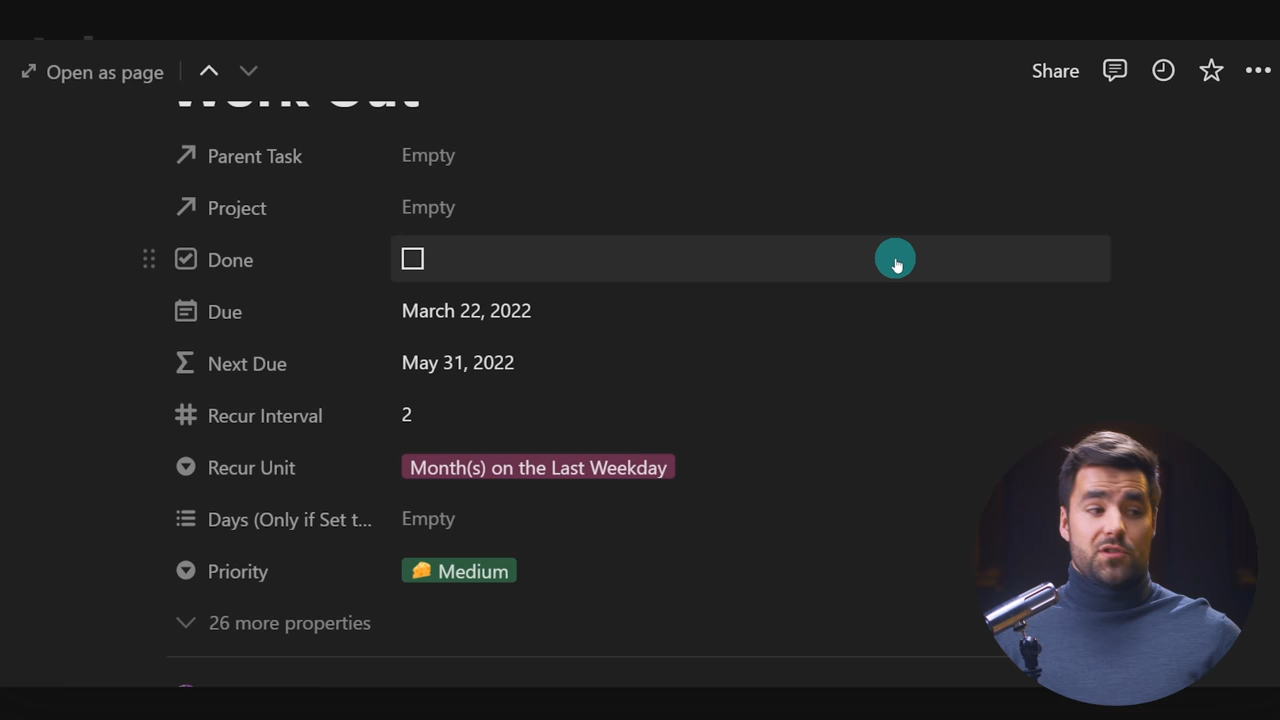 Open as page
Share
Work Out
Parent Task Empty
Project Empty
Done
Due March 22, 2022
Next Due May 31, 2022
Recur Interval 2
Recur Unit Month(s) on the Last Weekday
Days (Only if Set t... Empty
Priority 🧀 Medium
26 more properties